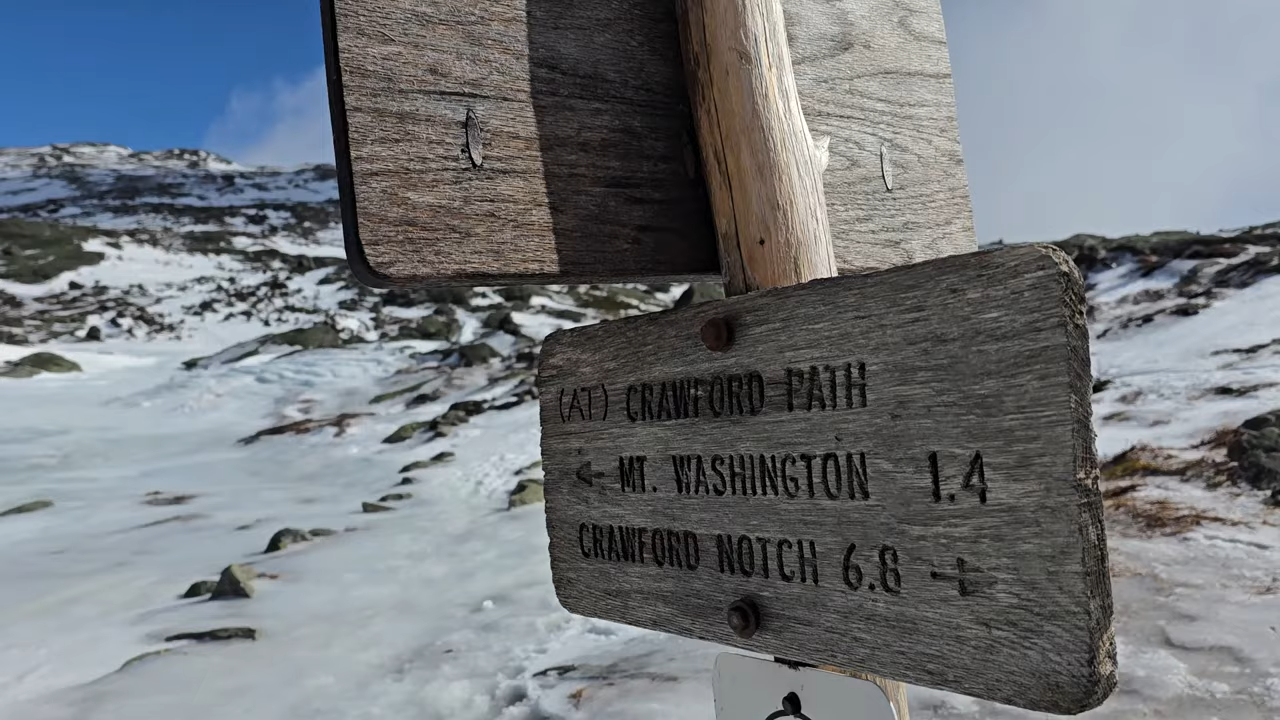 (AT) CRAWFORD PATH
← MT. WASHINGTON 1.4
CRAWFORD NOTCH 6.8 →